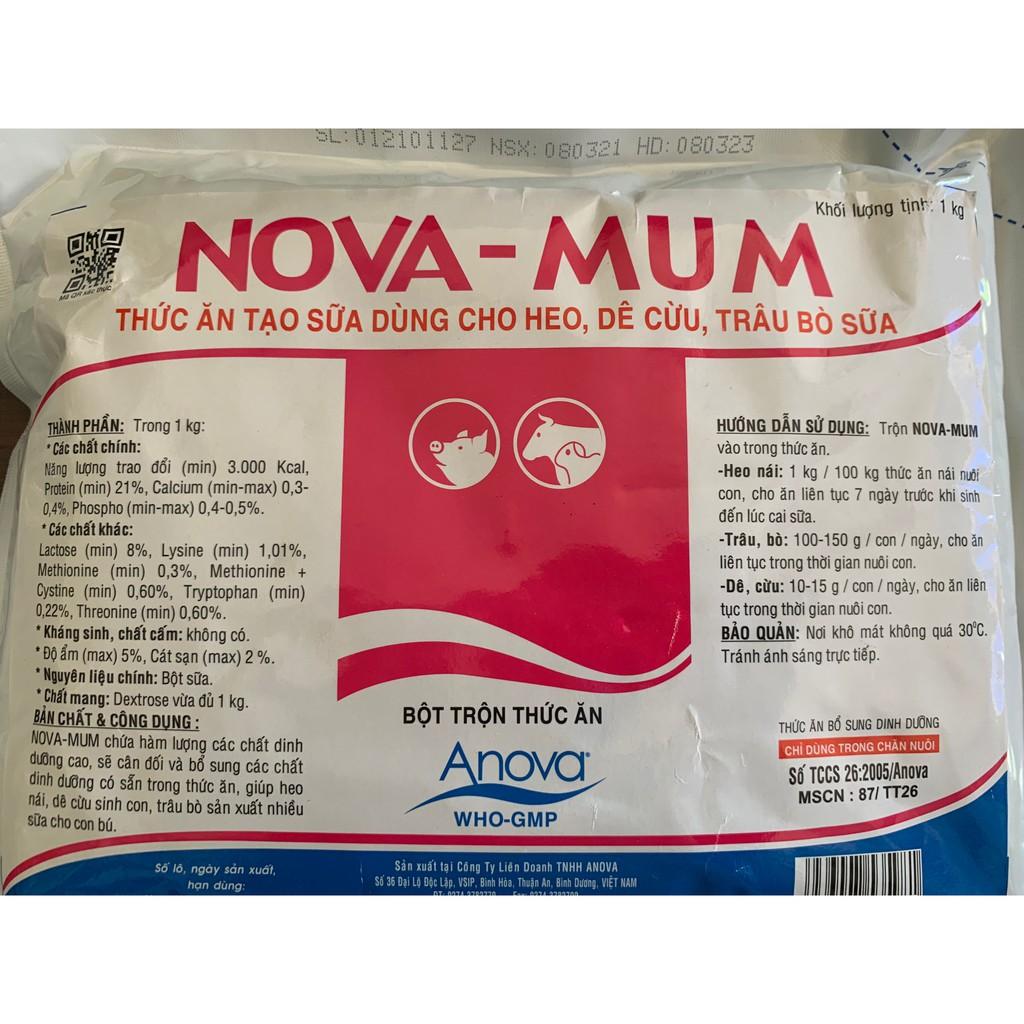 SL:012101127 NSX:080321 HD:080323
Khối lượng tịnh: 1 kg
Mã QR xác thực
NOVA-MUM
THỨC ĂN TẠO SỮA DÙNG CHO HEO, DÊ CỪU, TRÂU BÒ SỮA
THÀNH PHẦN: Trong 1 kg:
* Các chất chính:
Năng lượng trao đổi (min) 3.000 Kcal,
Protein (min) 21%, Calcium (min-max) 0,3-
0,4%, Phospho (min-max) 0,4-0,5%.
* Các chất khác:
Lactose (min) 8%, Lysine (min) 1,01%,
Methionine (min) 0,3%, Methionine +
Cystine (min) 0,60%, Tryptophan (min)
0,22%, Threonine (min) 0,60%.
* Kháng sinh, chất cấm: không có.
* Độ ẩm (max) 5%, Cát sạn (max) 2 %.
* Nguyên liệu chính: Bột sữa.
* Chất mang: Dextrose vừa đủ 1 kg.
BẢN CHẤT & CÔNG DỤNG :
NOVA-MUM chứa hàm lượng các chất dinh
dưỡng cao, sẽ cân đối và bổ sung các chất
dinh dưỡng có sẵn trong thức ăn, giúp heo
nái, dê cừu sinh con, trâu bò sản xuất nhiều
sữa cho con bú.
BỘT TRỘN THỨC ĂN
Anova®
WHO-GMP
HƯỚNG DẪN SỬ DỤNG: Trộn NOVA-MUM
vào trong thức ăn.
-Heo nái: 1 kg / 100 kg thức ăn nái nuôi
con, cho ăn liên tục 7 ngày trước khi sinh
đến lúc cai sữa.
-Trâu, bò: 100-150 g / con / ngày, cho ăn
liên tục trong thời gian nuôi con.
-Dê, cừu: 10-15 g / con / ngày, cho ăn liên
tục trong thời gian nuôi con.
BẢO QUẢN: Nơi khô mát không quá 30⁰C.
Tránh ánh sáng trực tiếp.
THỨC ĂN BỔ SUNG DINH DƯỠNG
CHỈ DÙNG TRONG CHĂN NUÔI
Số TCCS 26:2005/Anova
MSCN : 87/ TT26
Số lô, ngày sản xuất,
hạn dùng:
Sản xuất tại Công Ty Liên Doanh TNHH ANOVA
Số 36 Đại Lộ Độc Lập, VSIP, Bình Hòa, Thuận An, Bình Dương, VIỆT NAM